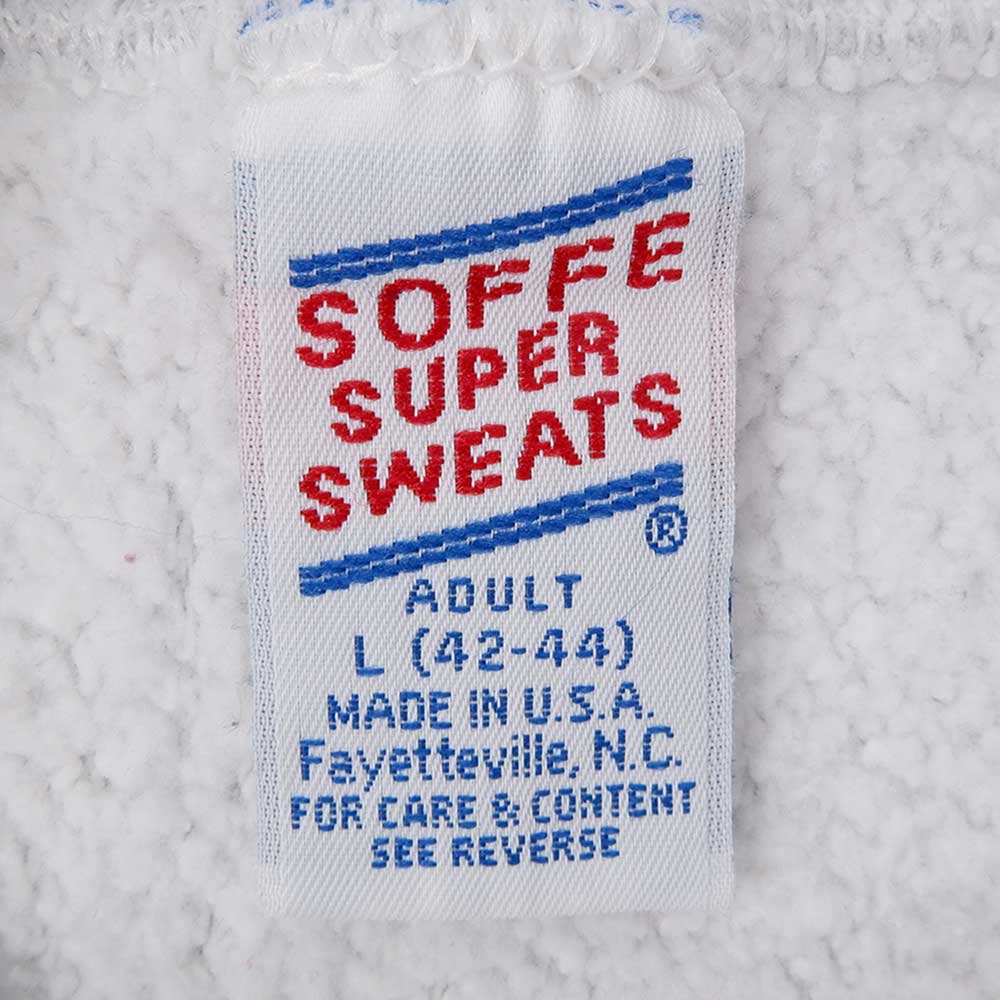 SOFFE
SUPER
SWEATS
®
ADULT
L (42-44)
MADE IN U.S.A.
Fayetteville, N.C.
FOR CARE & CONTENT
SEE REVERSE